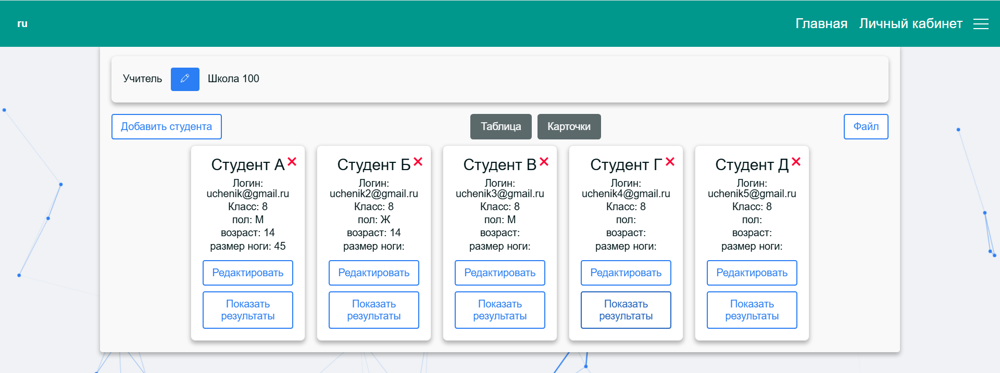 ru
Главная Личный кабинет
Учитель Школа 100
Добавить студента Таблица Карточки Файл
Студент А
Логин:
uchenik@gmail.ru
Класс: 8
пол: М
возраст: 14
размер ноги: 45
Редактировать
Показать
результаты
Студент Б
Логин:
uchenik2@gmail.ru
Класс: 8
пол: Ж
возраст: 14
размер ноги:
Редактировать
Показать
результаты
Студент В
Логин:
uchenik3@gmail.ru
Класс: 8
пол: М
возраст:
размер ноги:
Редактировать
Показать
результаты
Студент Г
Логин:
uchenik4@gmail.ru
Класс: 8
пол:
возраст:
размер ноги:
Редактировать
Показать
результаты
Студент Д
Логин:
uchenik5@gmail.ru
Класс: 8
пол:
возраст:
размер ноги:
Редактировать
Показать
результаты